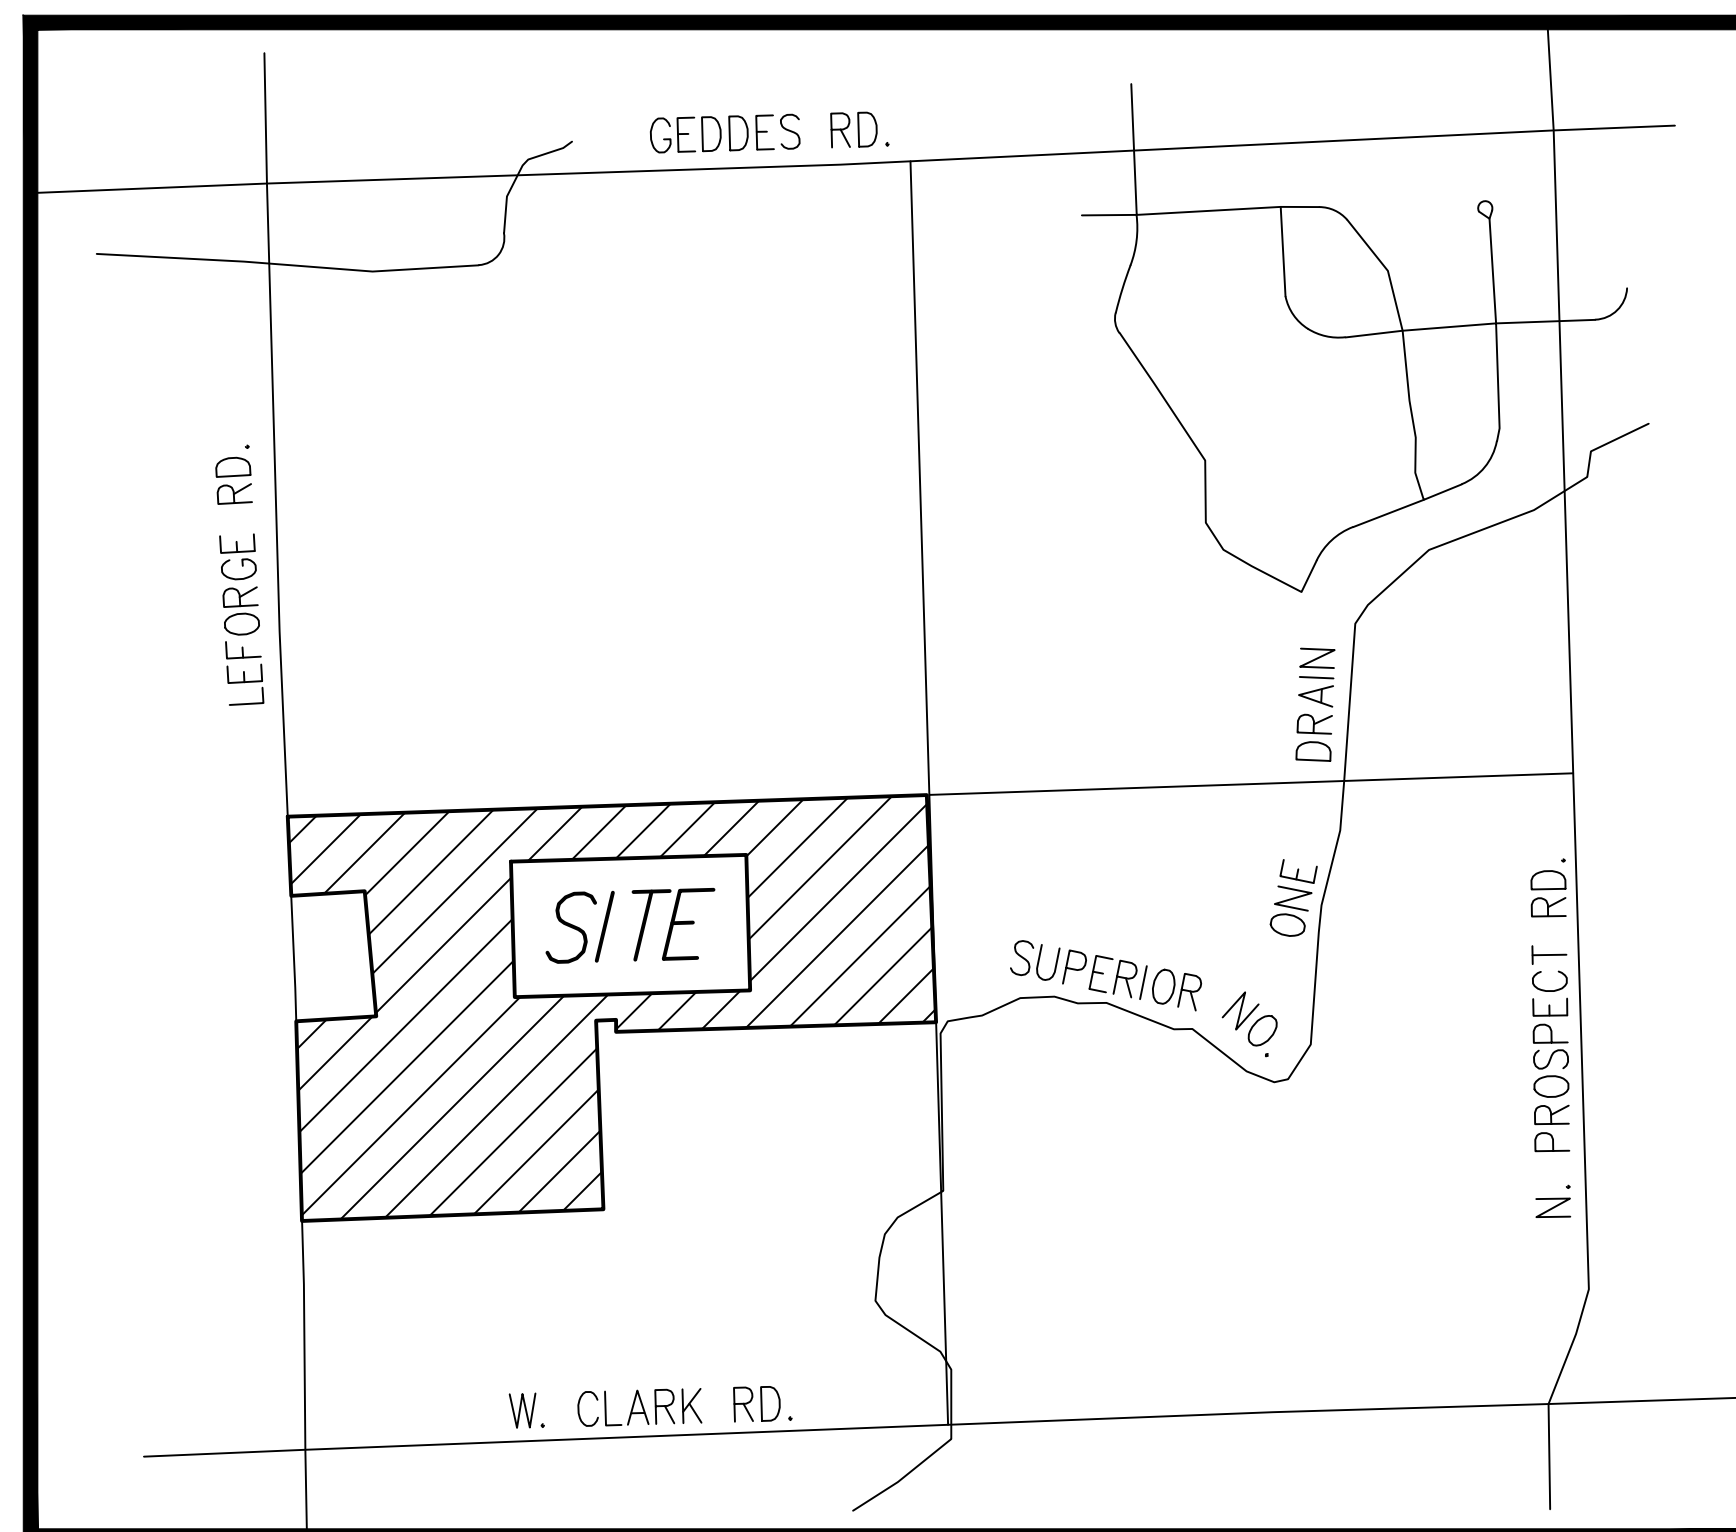 GEDDES RD.
LEFORGE RD.
DRAIN
ONE
SUPERIOR NO.
SITE
N. PROSPECT RD.
W. CLARK RD.